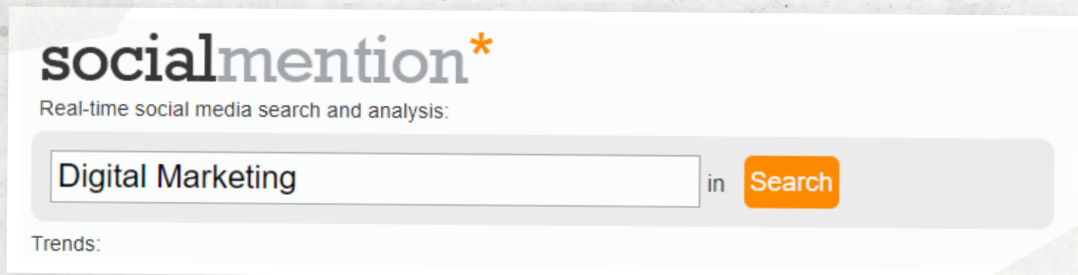 socialmention*
Real-time social media search and analysis:
Digital Marketing in Search
Trends: